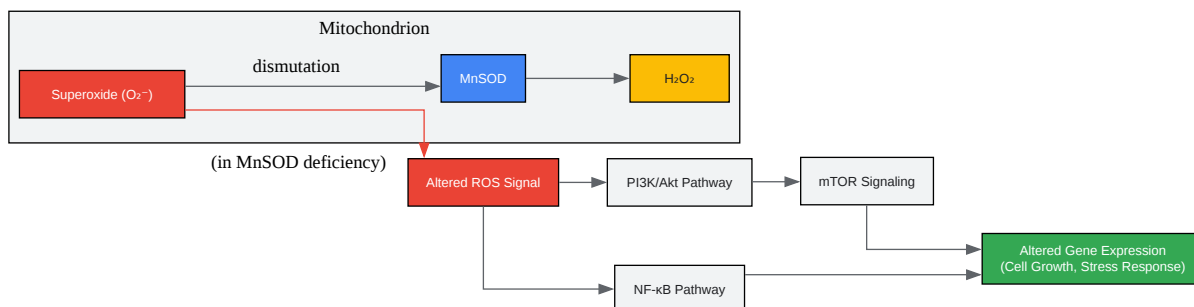 Mitochondrion
dismutation
Superoxide (O₂⁻)
MnSOD
H₂O₂
(in MnSOD deficiency)
Altered ROS Signal
PI3K/Akt Pathway
mTOR Signaling
Altered Gene Expression
(Cell Growth, Stress Response)
NF-κB Pathway